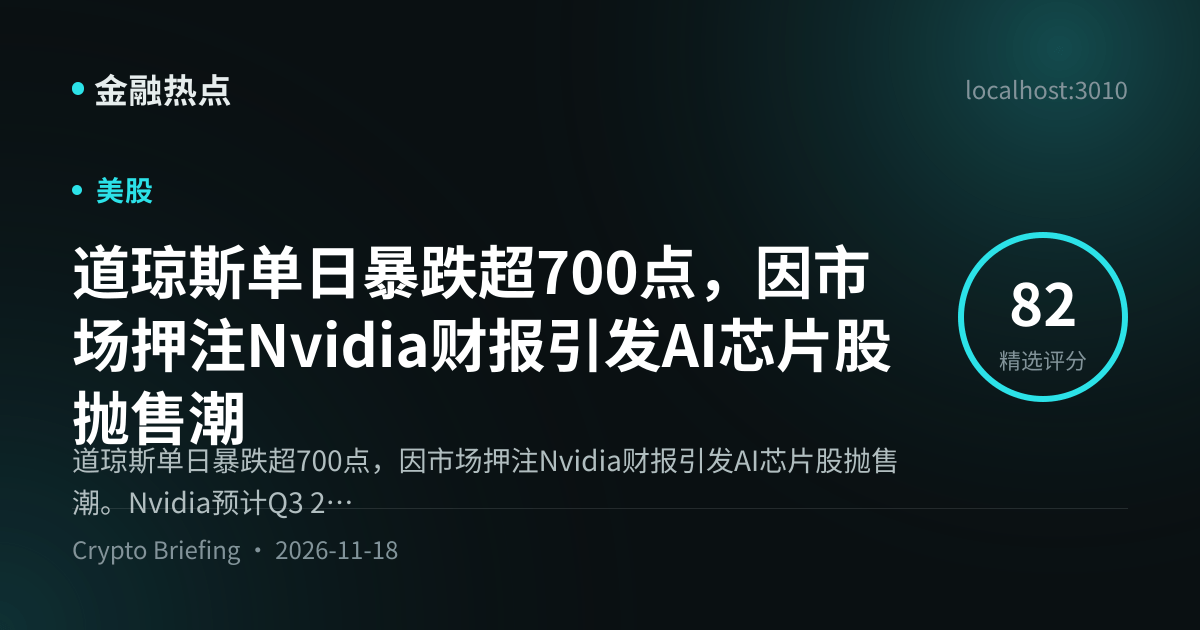 金融热点
localhost:3010
美股
道琼斯单日暴跌超700点，因市
场押注Nvidia财报引发AI芯片股
抛售潮
82
精选评分
道琼斯单日暴跌超700点，因市场押注Nvidia财报引发AI芯片股抛售
潮。Nvidia预计Q3 2…
Crypto Briefing · 2026-11-18